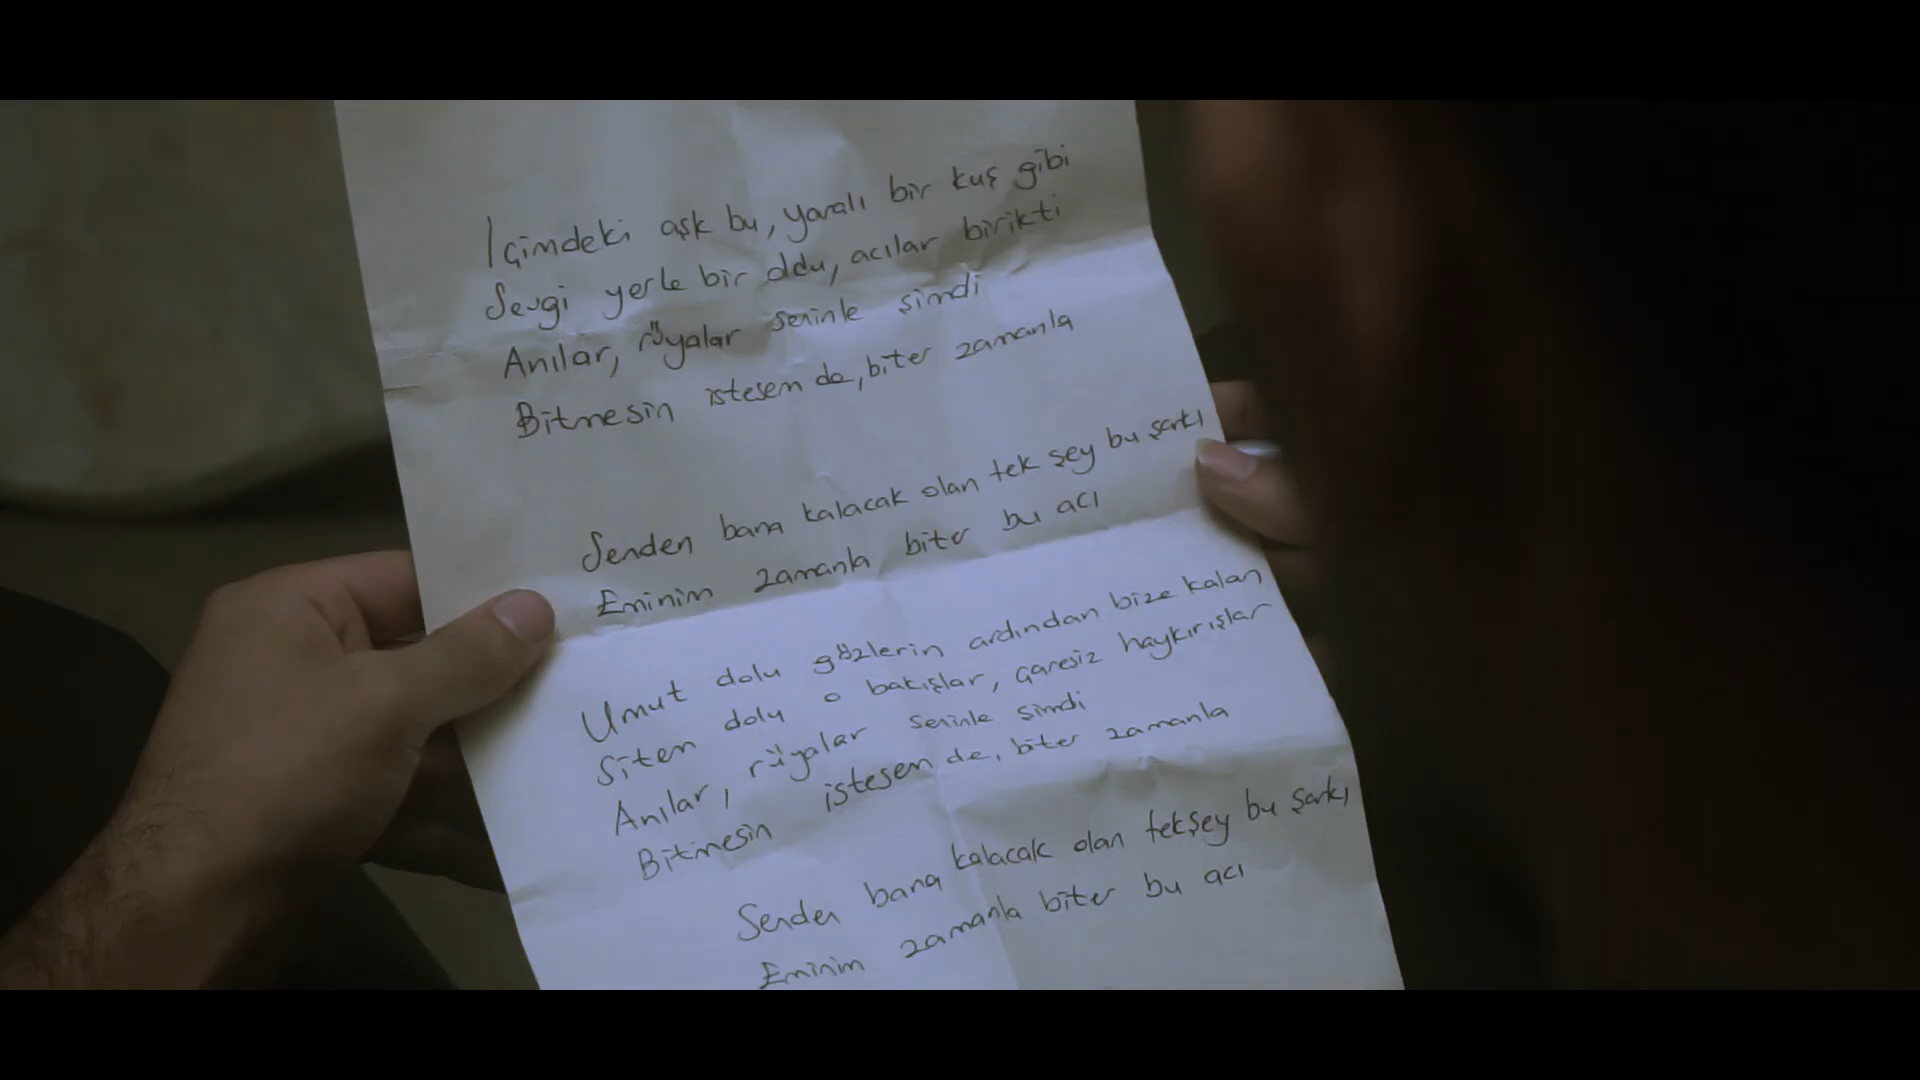 İçimdeki aşk bu, yaralı bir kuş gibi
Sevgi yerle bir oldu, acılar birikti
Anılar, rüyalar seninle şimdi
Bitmesin istesem de, biter zamanla
Senden bana kalacak olan tek şey bu şarkı
Eminim zamanla biter bu acı
Umut dolu gözlerin ardından bize kalan
Sitem dolu o bakışlar, çaresiz haykırışlar
Anılar, rüyalar seninle şimdi
Bitmesin istesem de, biter zamanla
Senden bana kalacak olan tekşey bu şarkı
Eminim zamanla biter bu acı